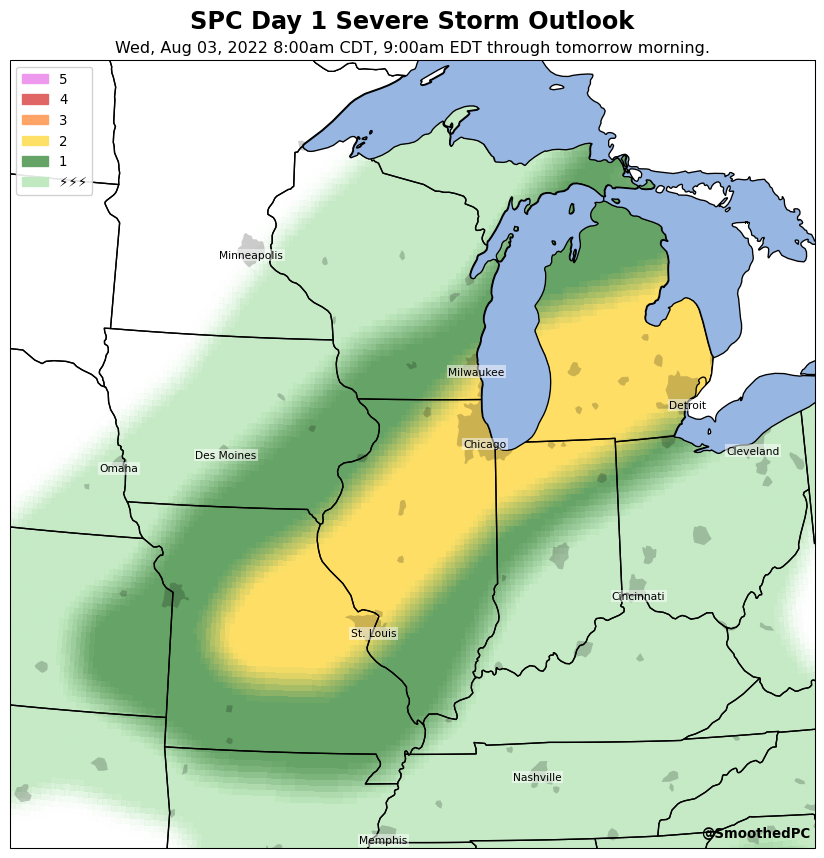 SPC Day 1 Severe Storm Outlook
Wed, Aug 03, 2022 8:00am CDT, 9:00am EDT through tomorrow morning.
5
4
3
2
1
⚡⚡⚡
Minneapolis
Milwaukee
Detroit
Chicago
Cleveland
Des Moines
Omaha
Cincinnati
St. Louis
Nashville
@SmoothedPC
Memphis